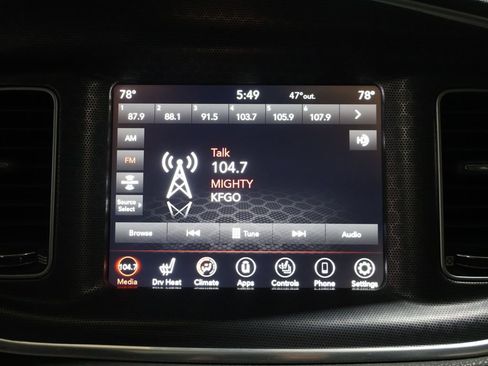 78° 5:49 47°out. 78°
1 2 3 4 5 6
87.9 88.1 91.5 103.7 105.9 107.9
AM
FM
Source
Select
Talk
104.7
MIGHTY
KFGO
HD
Browse Tune Audio
104.7
Media Drv Heat Climate Apps Controls Phone Settings